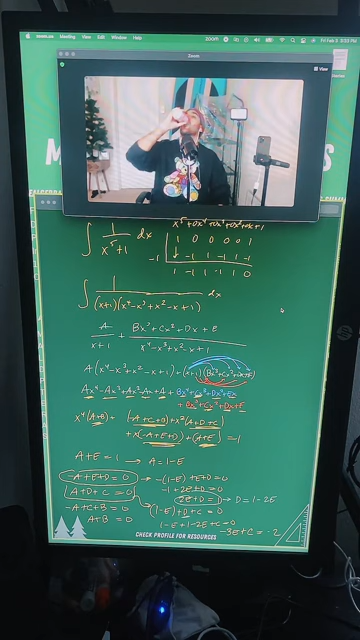 zoom.us Meeting View Edit Window Help
Zoom
View
∫ 1/(x⁵+1) dx
x⁵+0x⁴+0x³+0x²+0x+1
1 0 0 0 0 1
-1 | ↓ -1 1 -1 1 -1
1 -1 1 -1 1 0
∫ 1/((x+1)(x⁴-x³+x²-x+1)) dx
A/(x+1) + (Bx³+Cx²+Dx+E)/(x⁴-x³+x²-x+1)
A(x⁴-x³+x²-x+1)+(x+1)(Bx³+Cx²+Dx+E)
Ax⁴-Ax³+Ax²-Ax+A+Bx⁴+Cx³+Dx²+Ex
+Bx³+Cx²+Dx+E
x⁴(A+B)+
(-A+C+B)+x²(A+D+C)
+x(-A+E+D)+(A+E)=1
A+E=1 → A=1-E
-A+E+D=0 → -(1-E)+E+D=0
-1+2E+D=0
A+D+C=0
2E+D=1 → D=1-2E
-A+C+B=0
(1-E)+D+C=0
A+B=0
1-E+1-2E+C=0
-3E+C=-2
CHECK PROFILE FOR RESOURCES